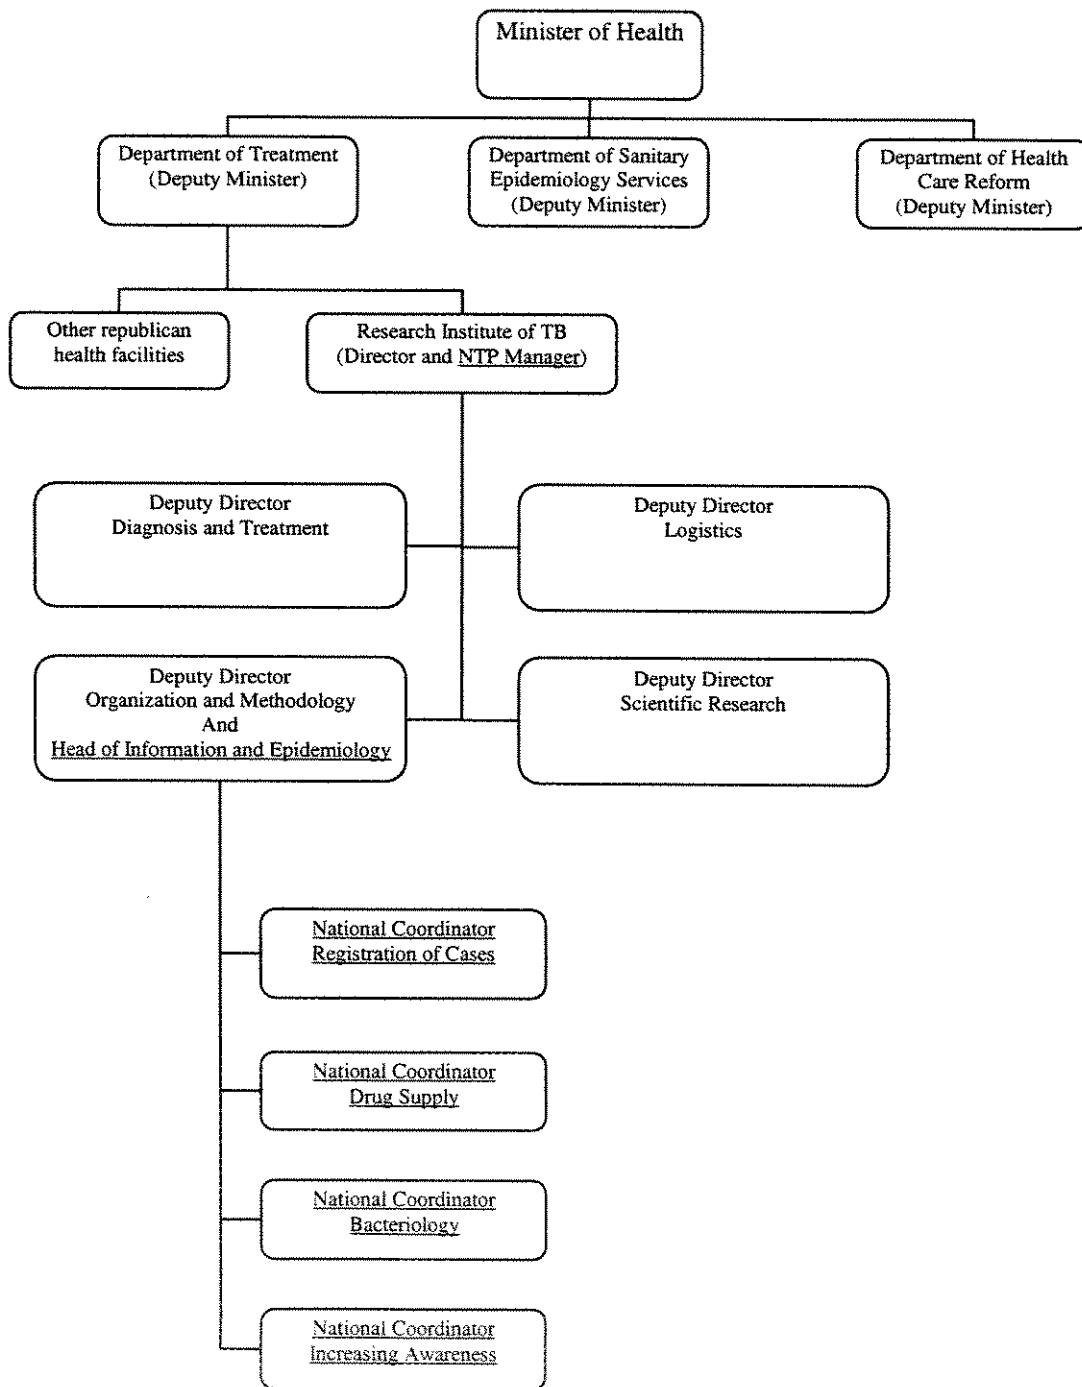 Minister of Health
Department of Treatment
(Deputy Minister)
Department of Sanitary
Epidemiology Services
(Deputy Minister)
Department of Health
Care Reform
(Deputy Minister)
Other republican
health facilities
Research Institute of TB
(Director and NTP Manager)
Deputy Director
Diagnosis and Treatment
Deputy Director
Logistics
Deputy Director
Organization and Methodology
And
Head of Information and Epidemiology
Deputy Director
Scientific Research
National Coordinator
Registration of Cases
National Coordinator
Drug Supply
National Coordinator
Bacteriology
National Coordinator
Increasing Awareness